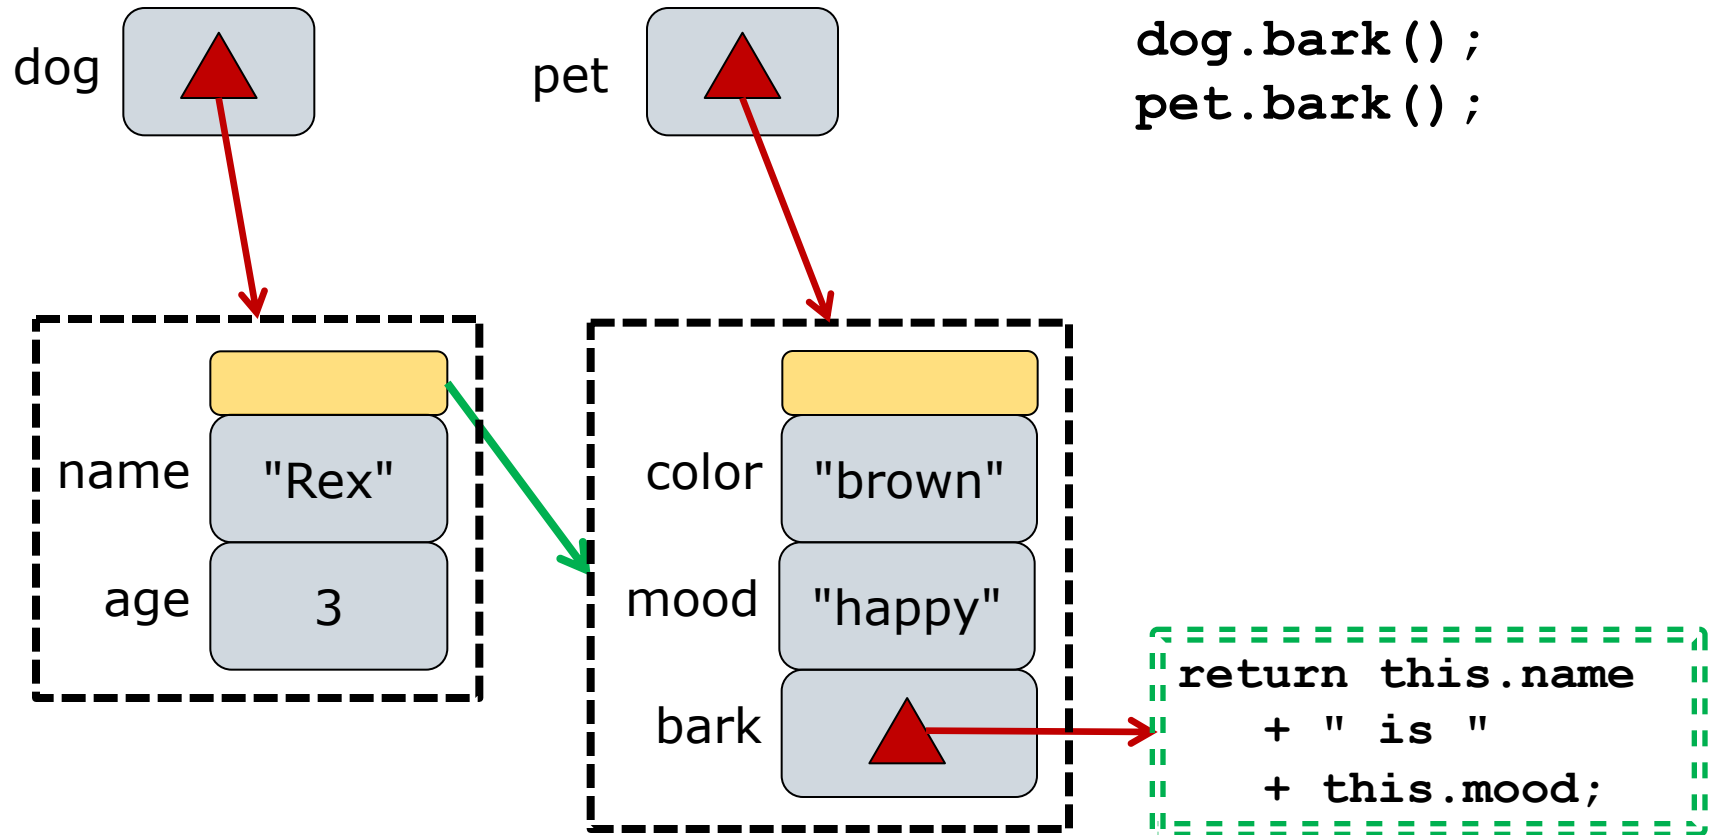 dog
pet
dog.bark();
pet.bark();
name "Rex"
age 3
color "brown"
mood "happy"
bark
return this.name
+ " is "
+ this.mood;